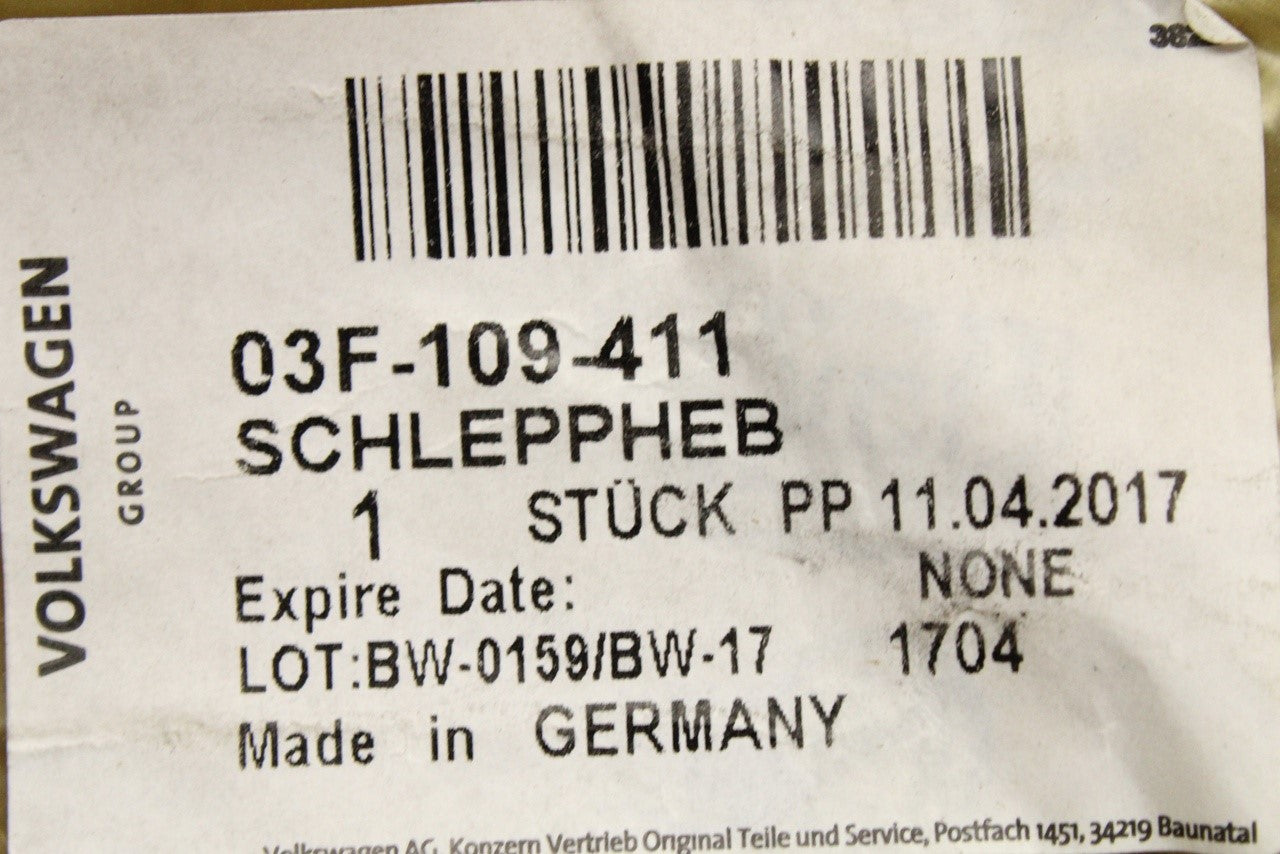 VOLKSWAGEN
GROUP
03F-109-411
SCHLEPPHEB
1 STÜCK PP 11.04.2017
Expire Date: NONE
LOT:BW-0159/BW-17 1704
Made in GERMANY
Volkswagen AG, Konzern Vertrieb Original Teile und Service, Postfach 1451, 34219 Baunatal